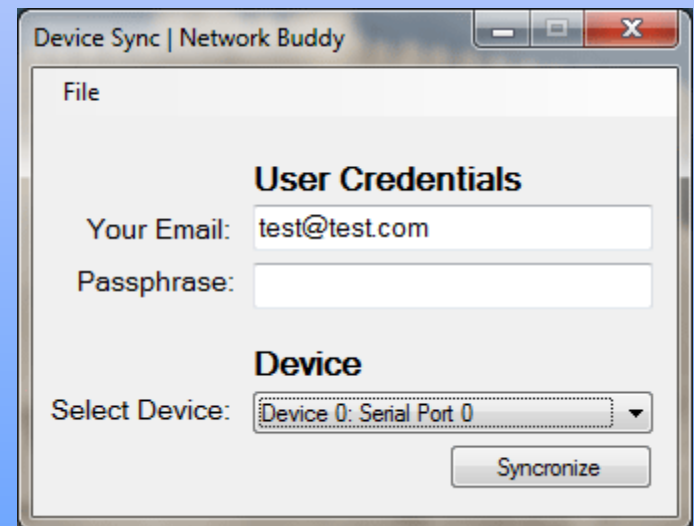 Device Sync | Network Buddy
File
User Credentials
Your Email: test@test.com
Passphrase:
Device
Select Device: Device 0: Serial Port 0
Syncronize